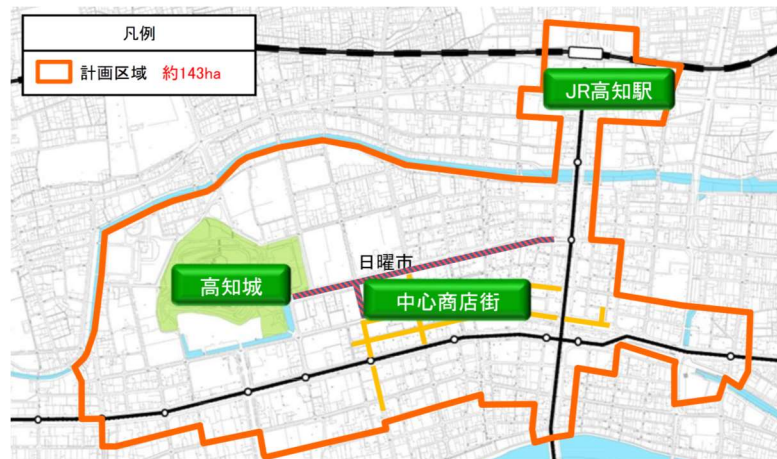 凡例
計画区域 約143ha
JR高知駅
日曜市
高知城
中心商店街